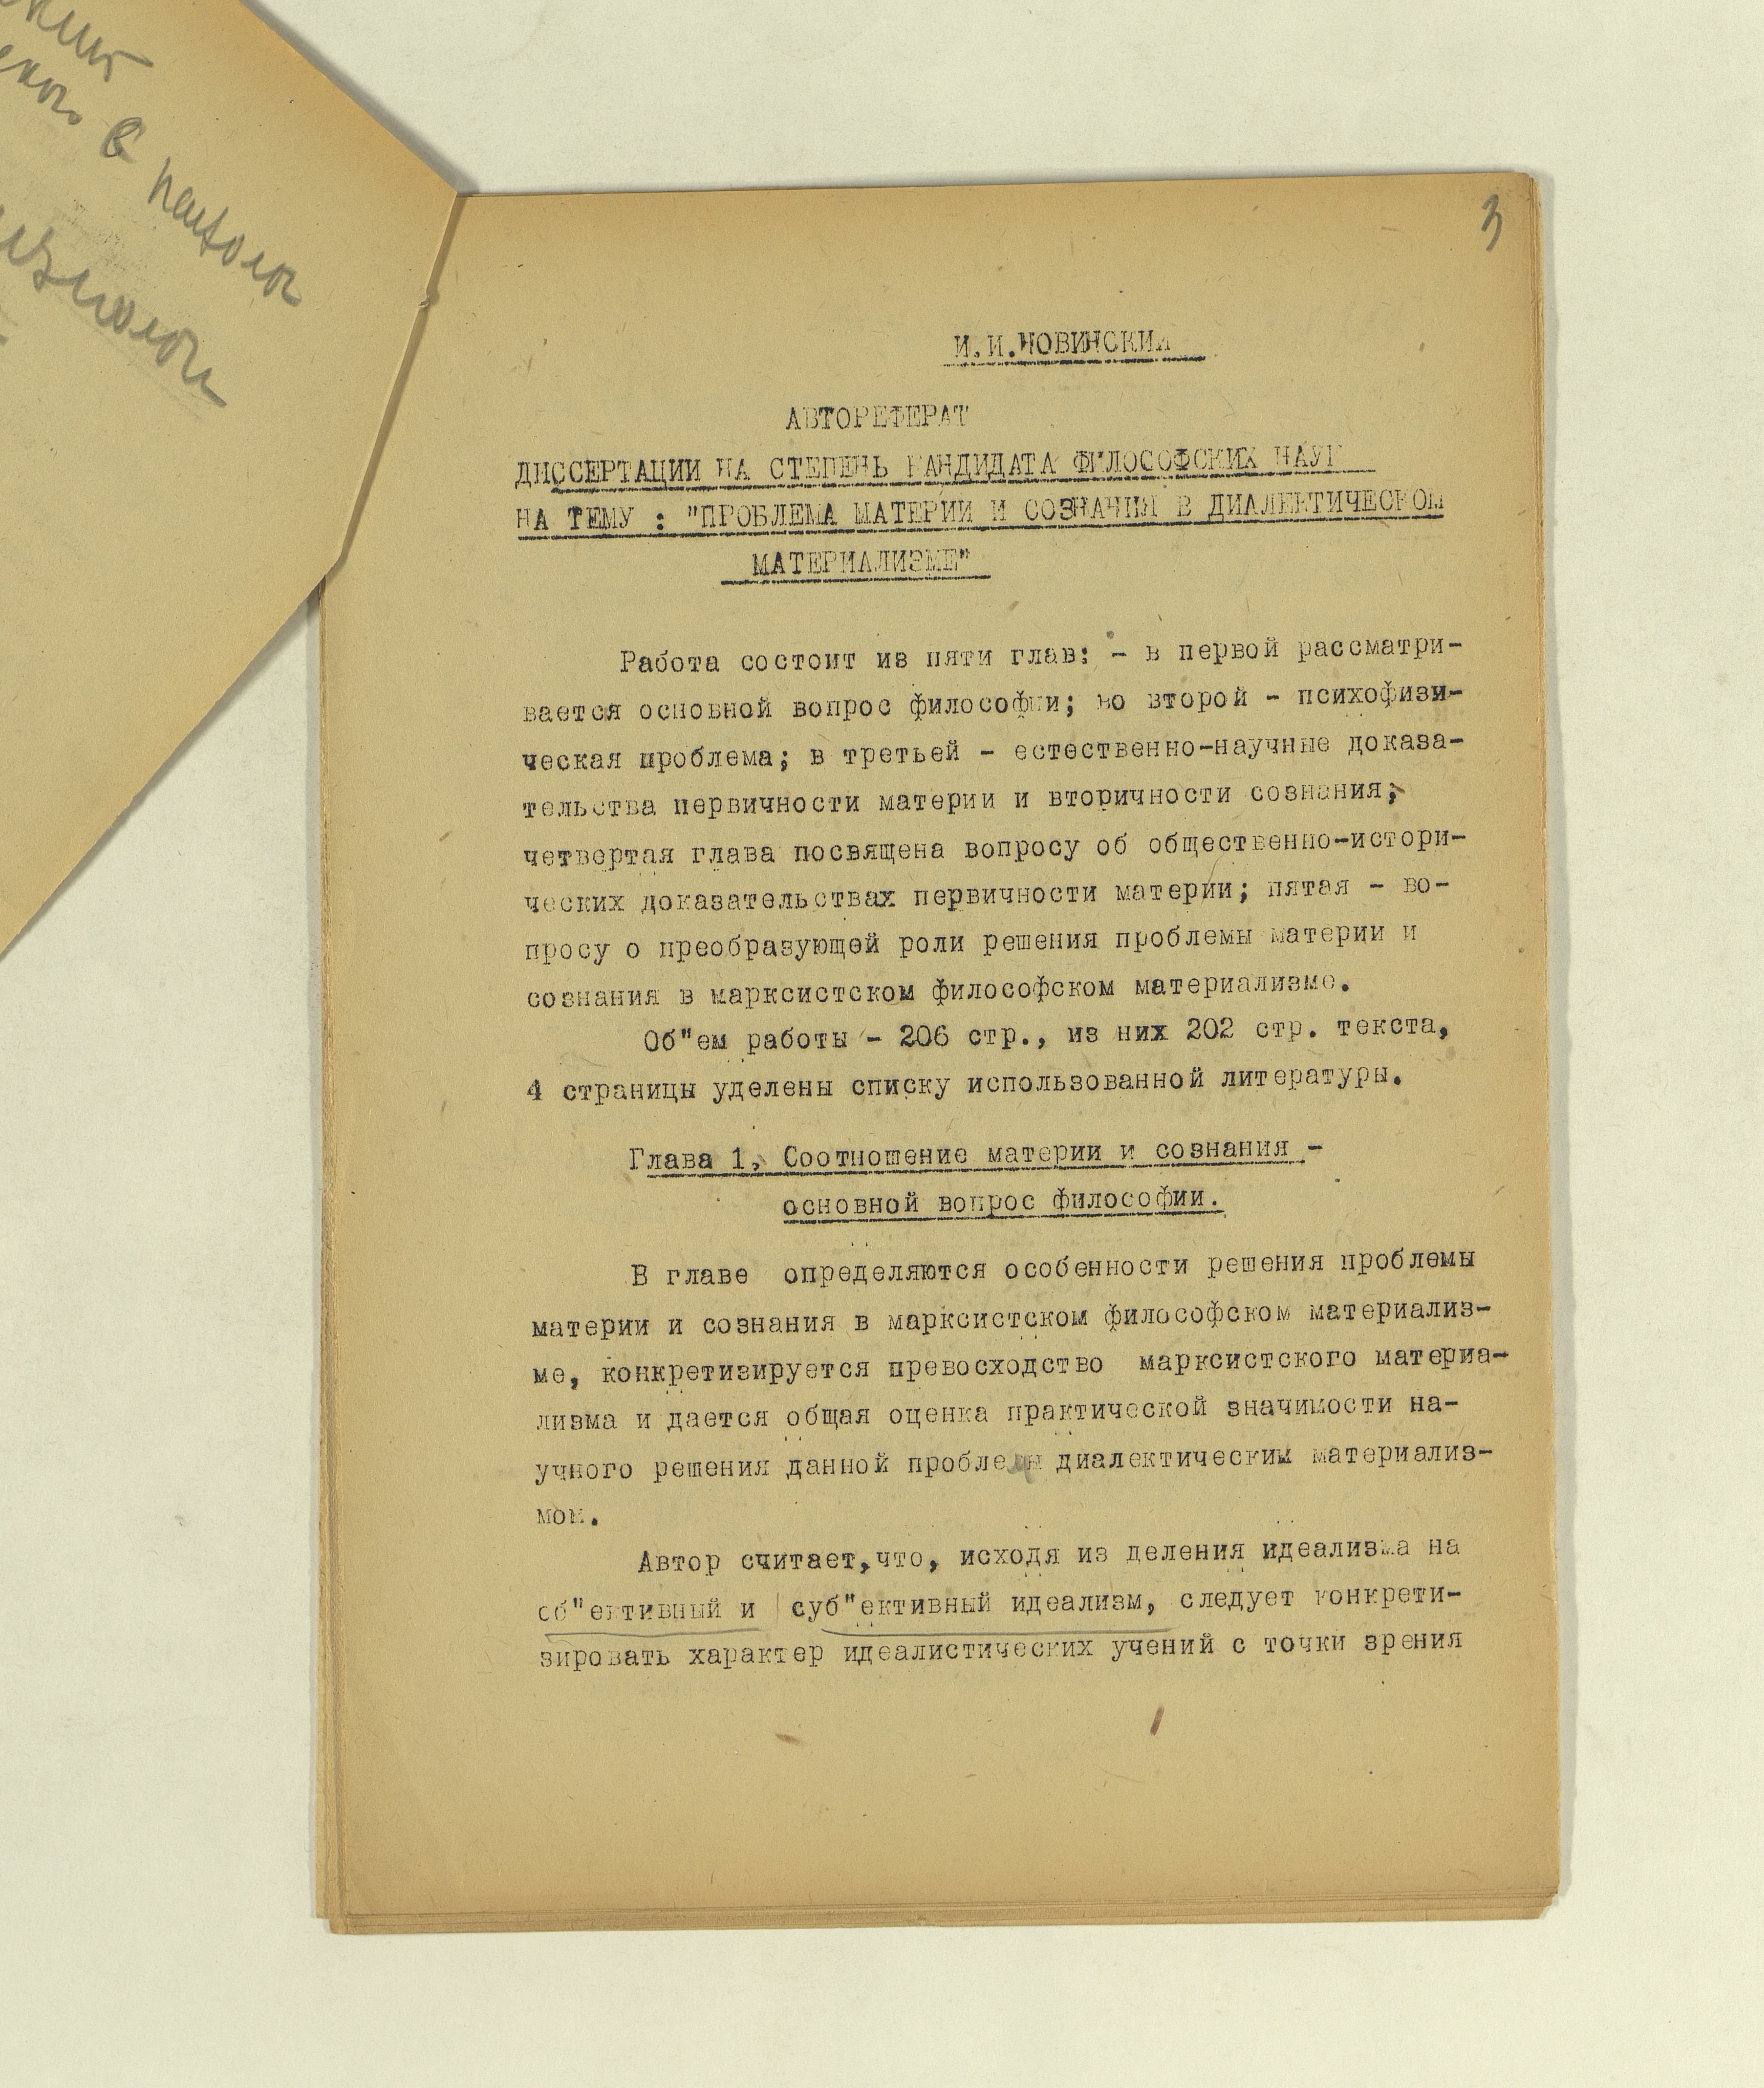 в
3
И.И.НОВИНСКИЙ
АВТОРЕФЕРАТ
ДИССЕРТАЦИИ НА СТЕПЕНЬ КАНДИДАТА ФИЛОСОФСКИХ НАУК
НА ТЕМУ : "ПРОБЛЕМА МАТЕРИИ И СОЗНАНИЯ В ДИАЛЕКТИЧЕСКОМ
МАТЕРИАЛИЗМЕ"
Работа состоит из пяти глав: - в первой рассматри-
вается основной вопрос философии; во второй - психофизи-
ческая проблема; в третьей - естественно-научные доказа-
тельства первичности материи и вторичности сознания;
четвертая глава посвящена вопросу об общественно-истори-
ческих доказательствах первичности материи; пятая - во-
просу о преобразующей роли решения проблемы материи и
сознания в марксистском философском материализме.
Об"ем работы - 206 стр., из них 202 стр. текста,
4 страницы уделены списку использованной литературы.
Глава 1. Соотношение материи и сознания -
основной вопрос философии.
В главе определяются особенности решения проблемы
материи и сознания в марксистском философском материализ-
ме, конкретизируется превосходство марксистского материа-
лизма и дается общая оценка практической значимости на-
учного решения данной проблемы диалектическим материализ-
мом.
Автор считает,что, исходя из деления идеализма на
об"ективный и суб"ективный идеализм, следует конкрети-
зировать характер идеалистических учений с точки зрения